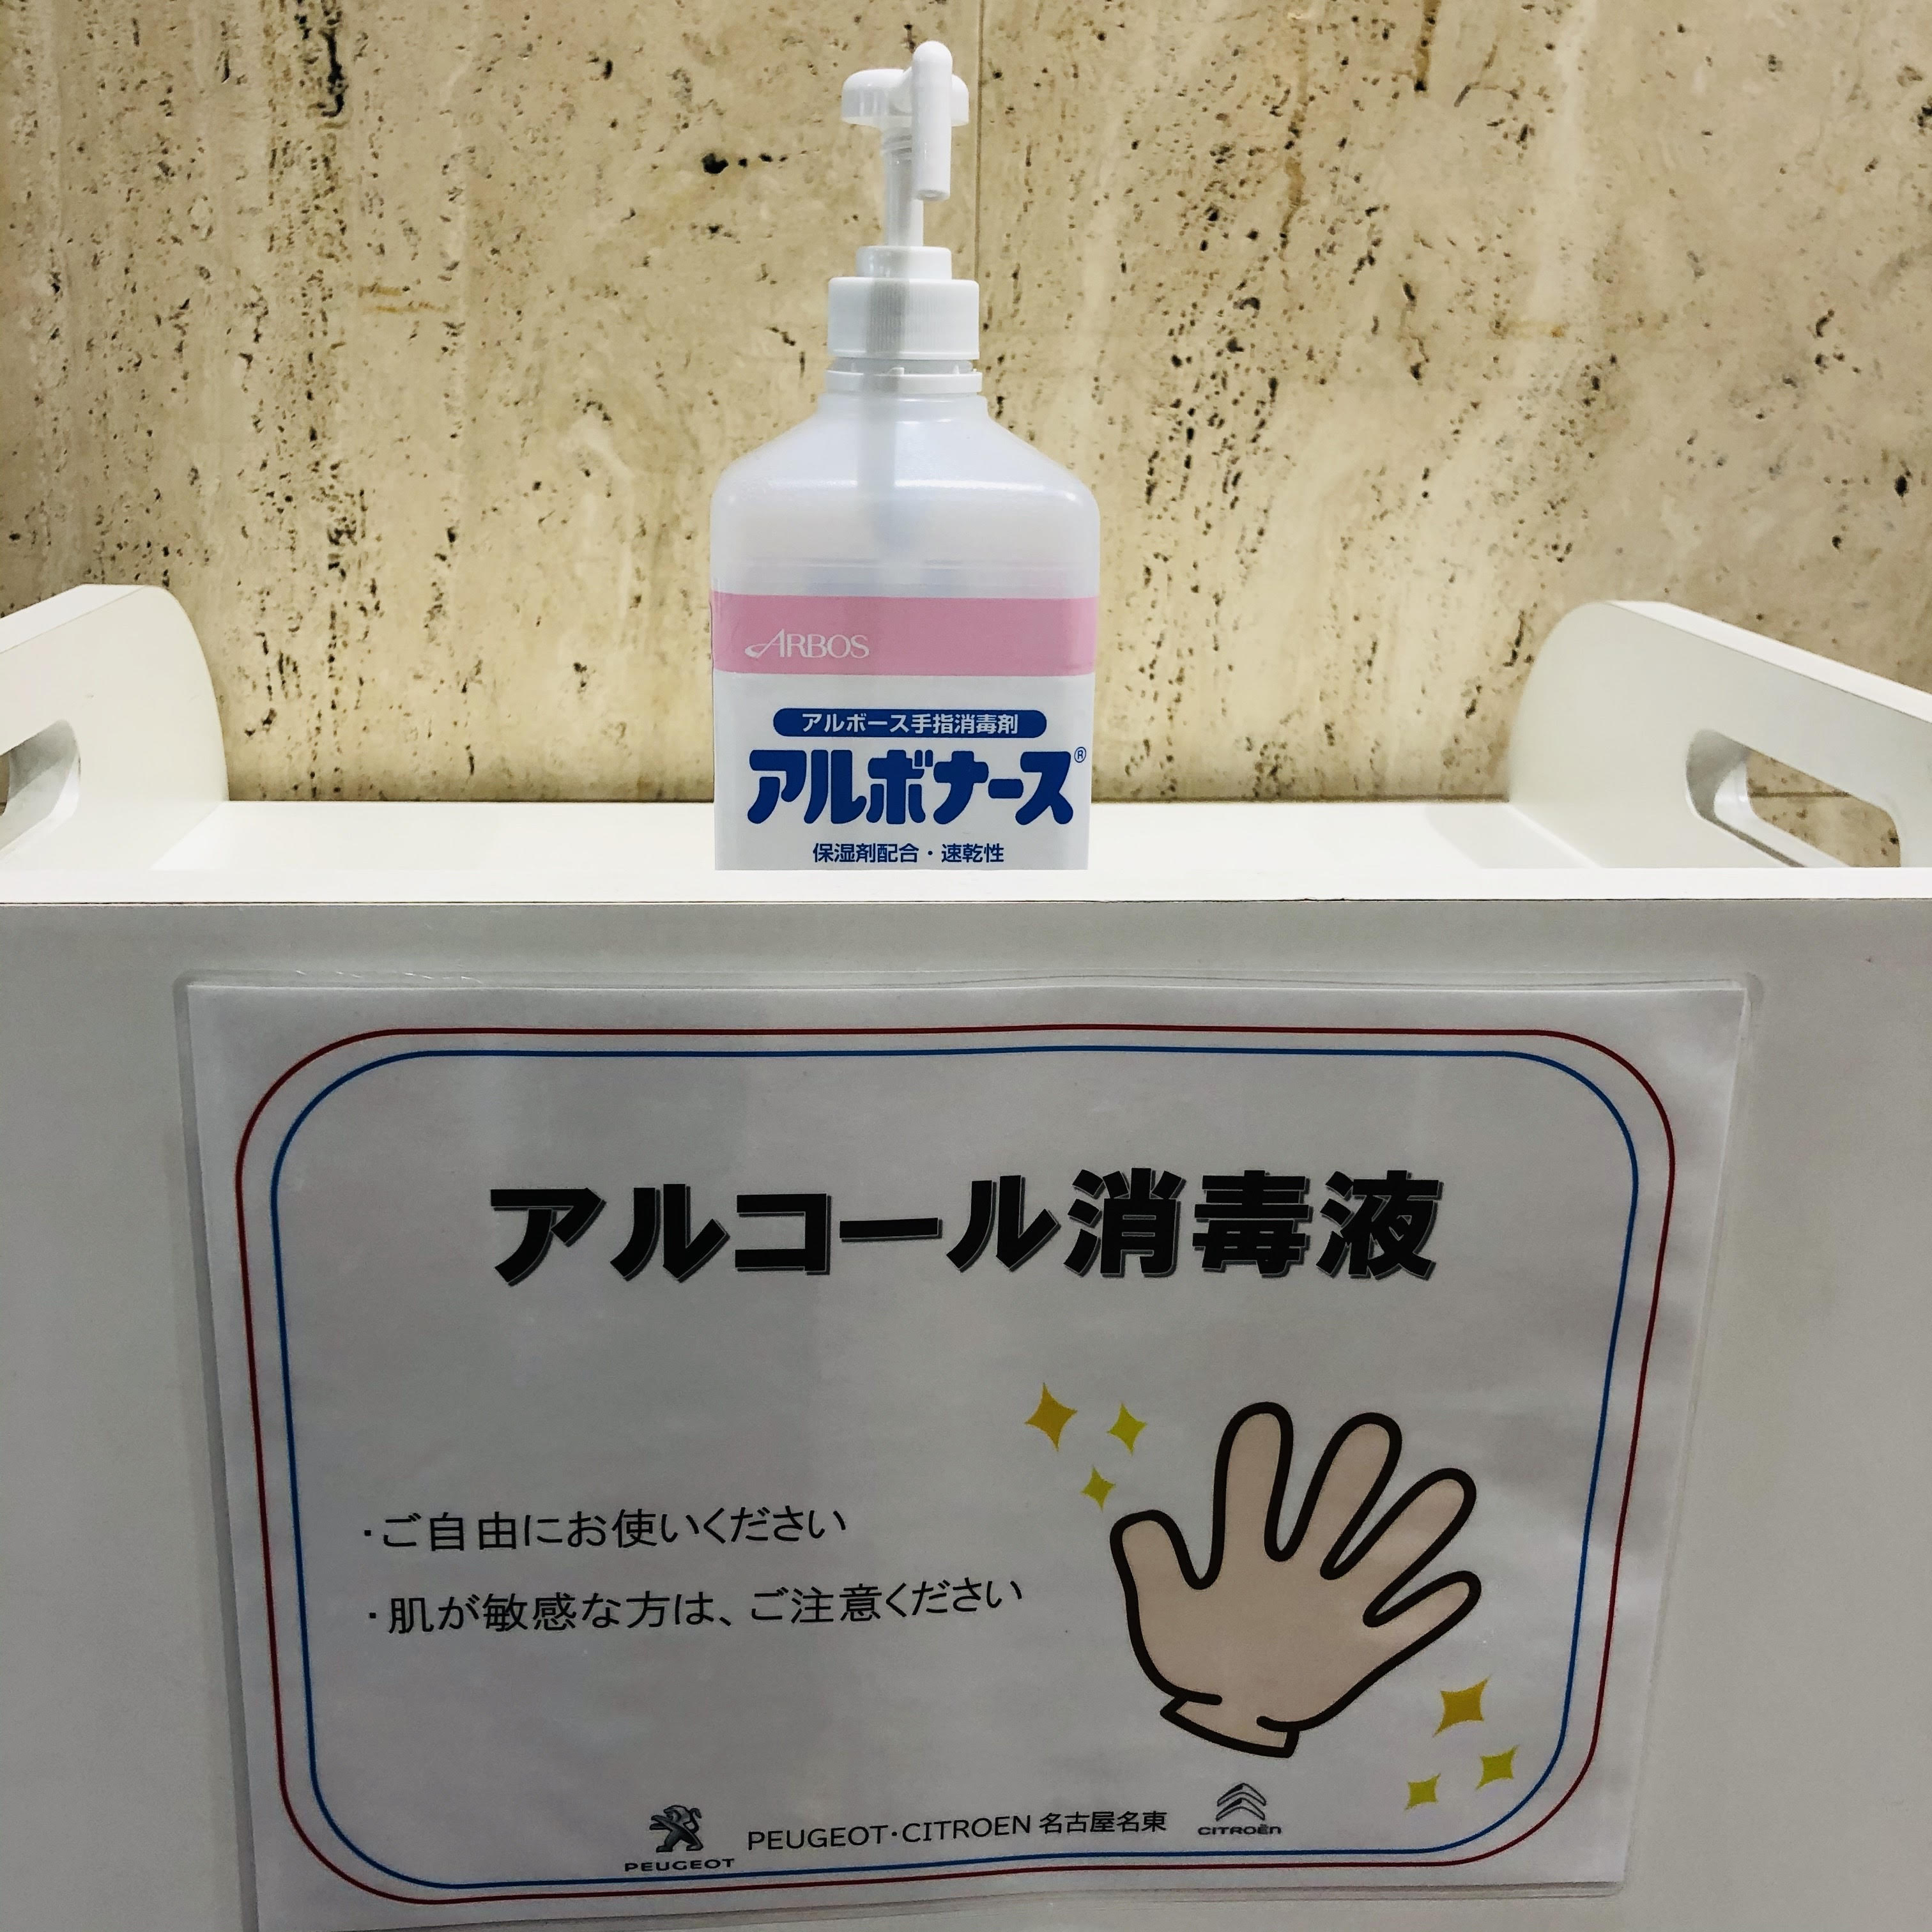 ARBOS
アルボース手指消毒剤
アルボナース®
保湿剤配合・速乾性
アルコール消毒液
・ご自由にお使いください
・肌が敏感な方は、ご注意ください
PEUGEOT
PEUGEOT・CITROEN 名古屋名東
CITROËN